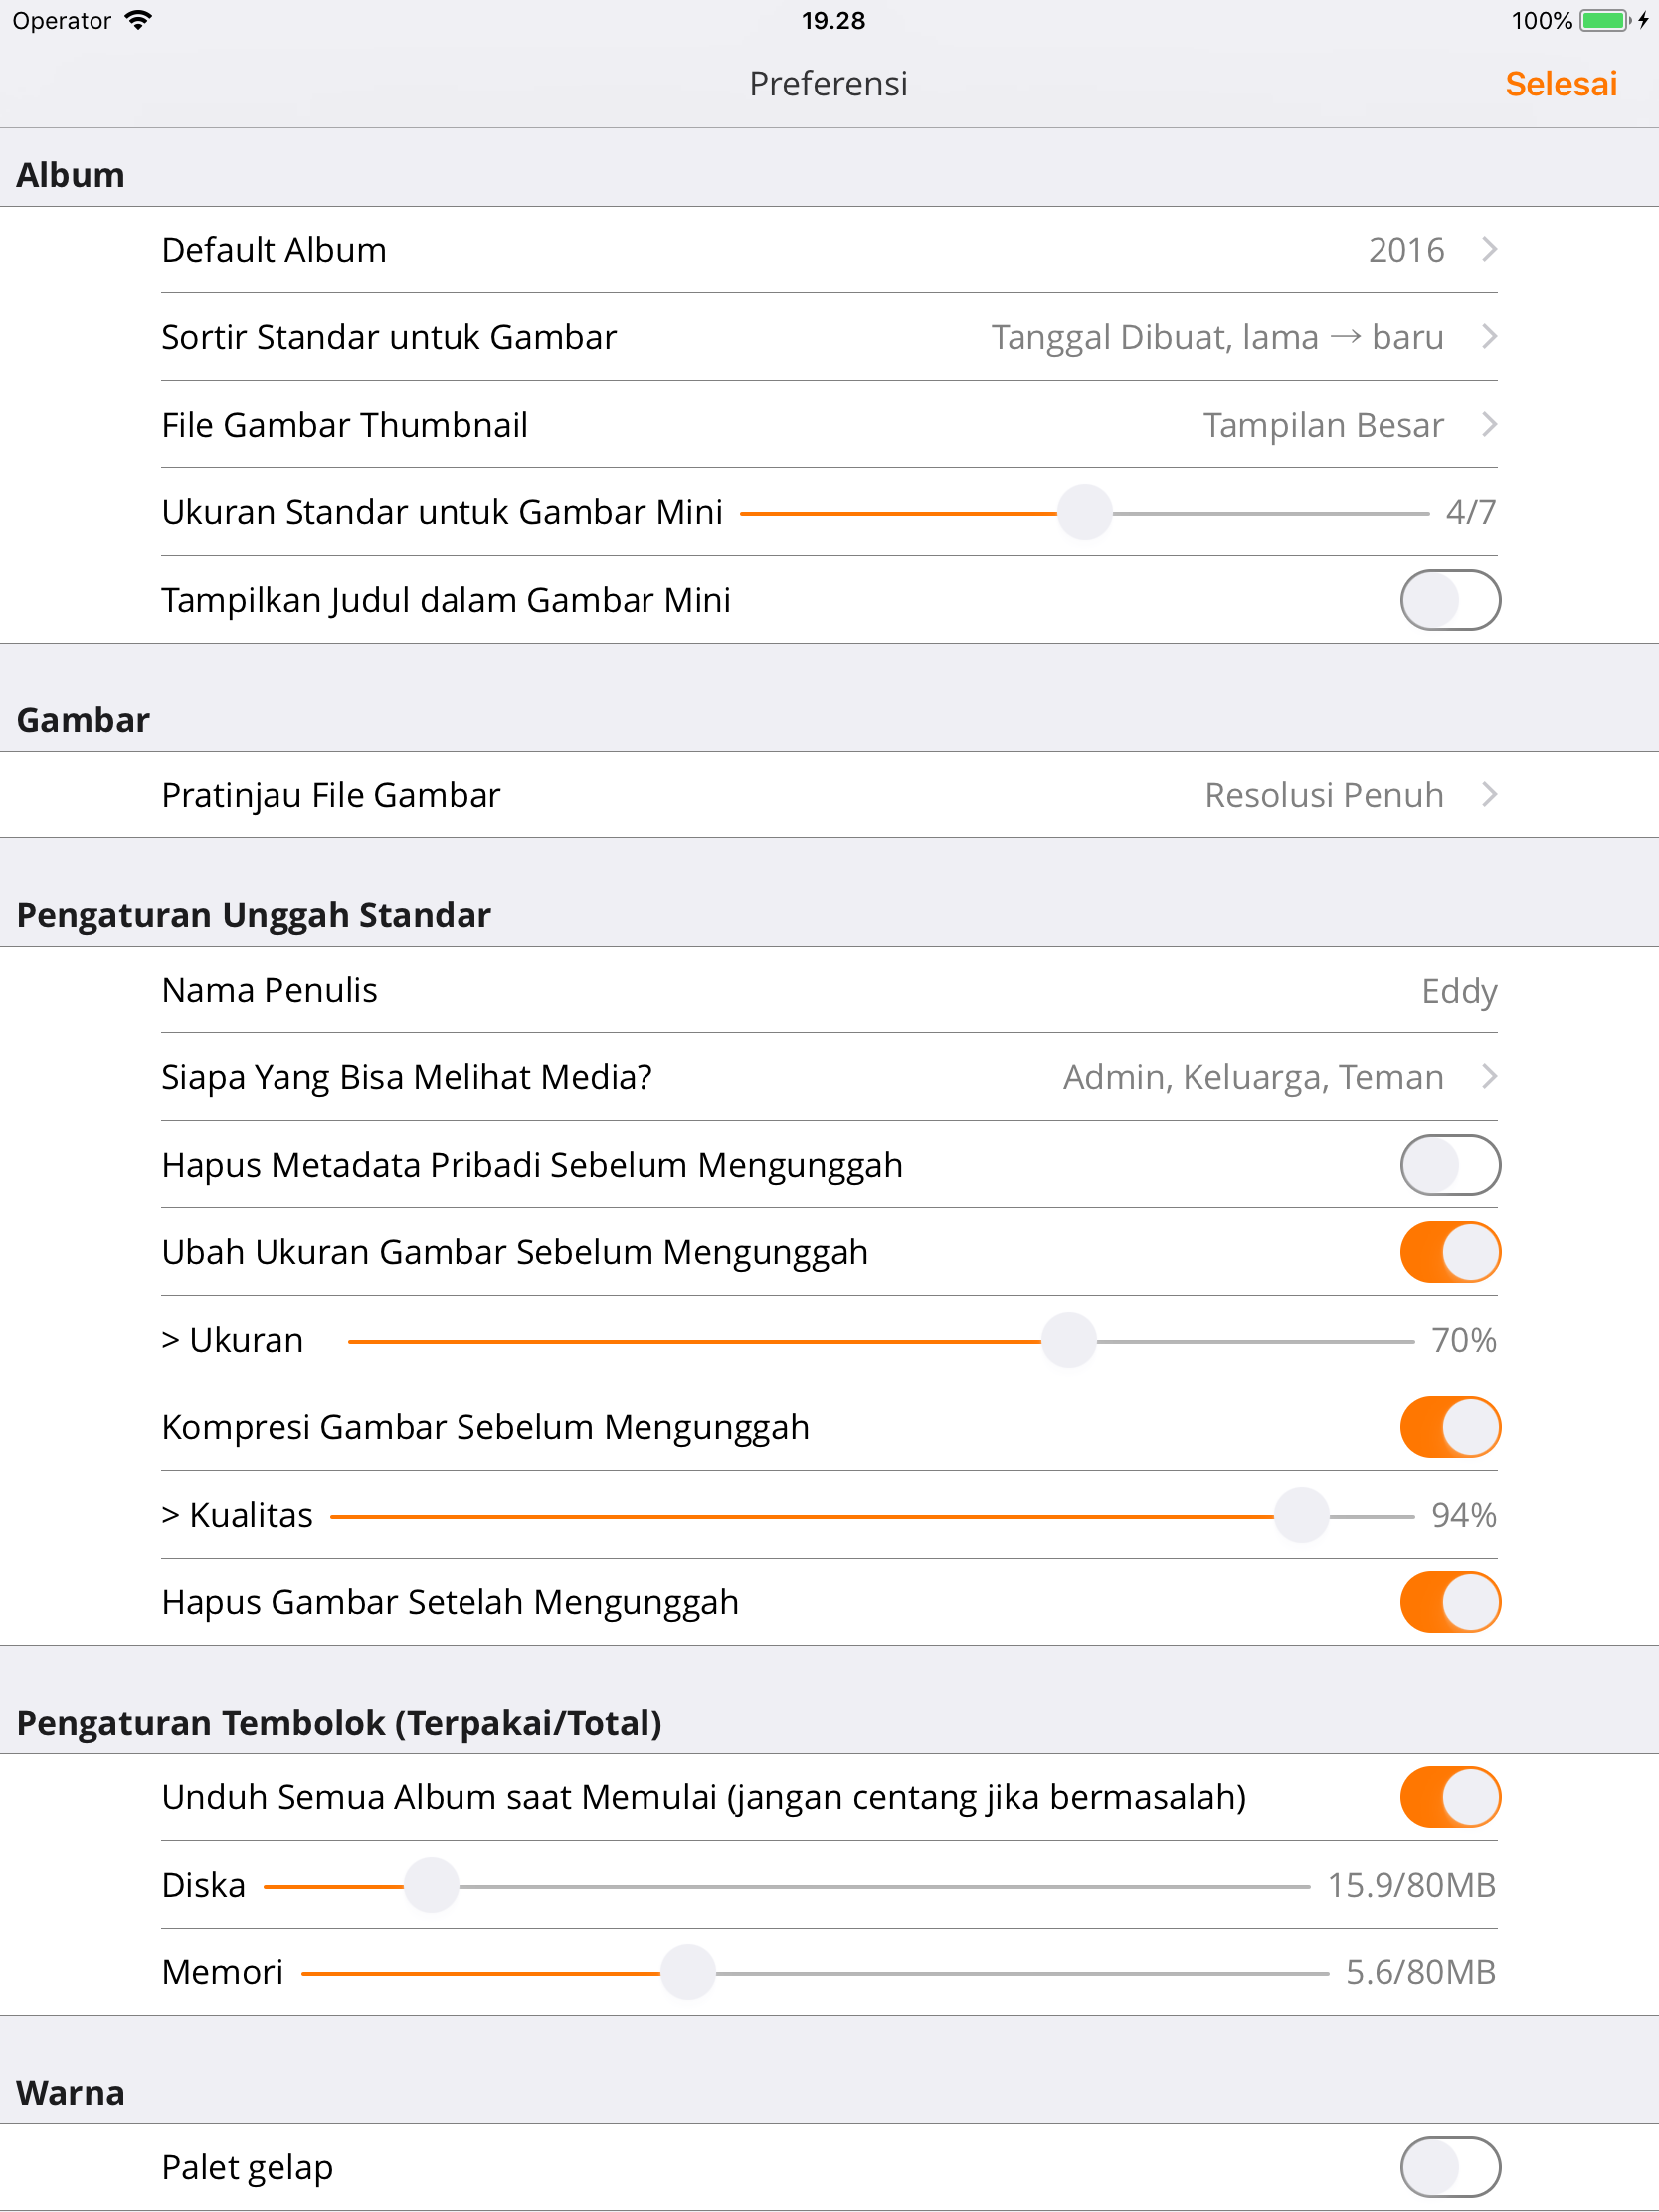 Operator 19.28 100%
Preferensi Selesai
Album
Default Album 2016
Sortir Standar untuk Gambar Tanggal Dibuat, lama → baru
File Gambar Thumbnail Tampilan Besar
Ukuran Standar untuk Gambar Mini 4/7
Tampilkan Judul dalam Gambar Mini
Gambar
Pratinjau File Gambar Resolusi Penuh
Pengaturan Unggah Standar
Nama Penulis Eddy
Siapa Yang Bisa Melihat Media? Admin, Keluarga, Teman
Hapus Metadata Pribadi Sebelum Mengunggah
Ubah Ukuran Gambar Sebelum Mengunggah
> Ukuran 70%
Kompresi Gambar Sebelum Mengunggah
> Kualitas 94%
Hapus Gambar Setelah Mengunggah
Pengaturan Tembolok (Terpakai/Total)
Unduh Semua Album saat Memulai (jangan centang jika bermasalah)
Diska 15.9/80MB
Memori 5.6/80MB
Warna
Palet gelap